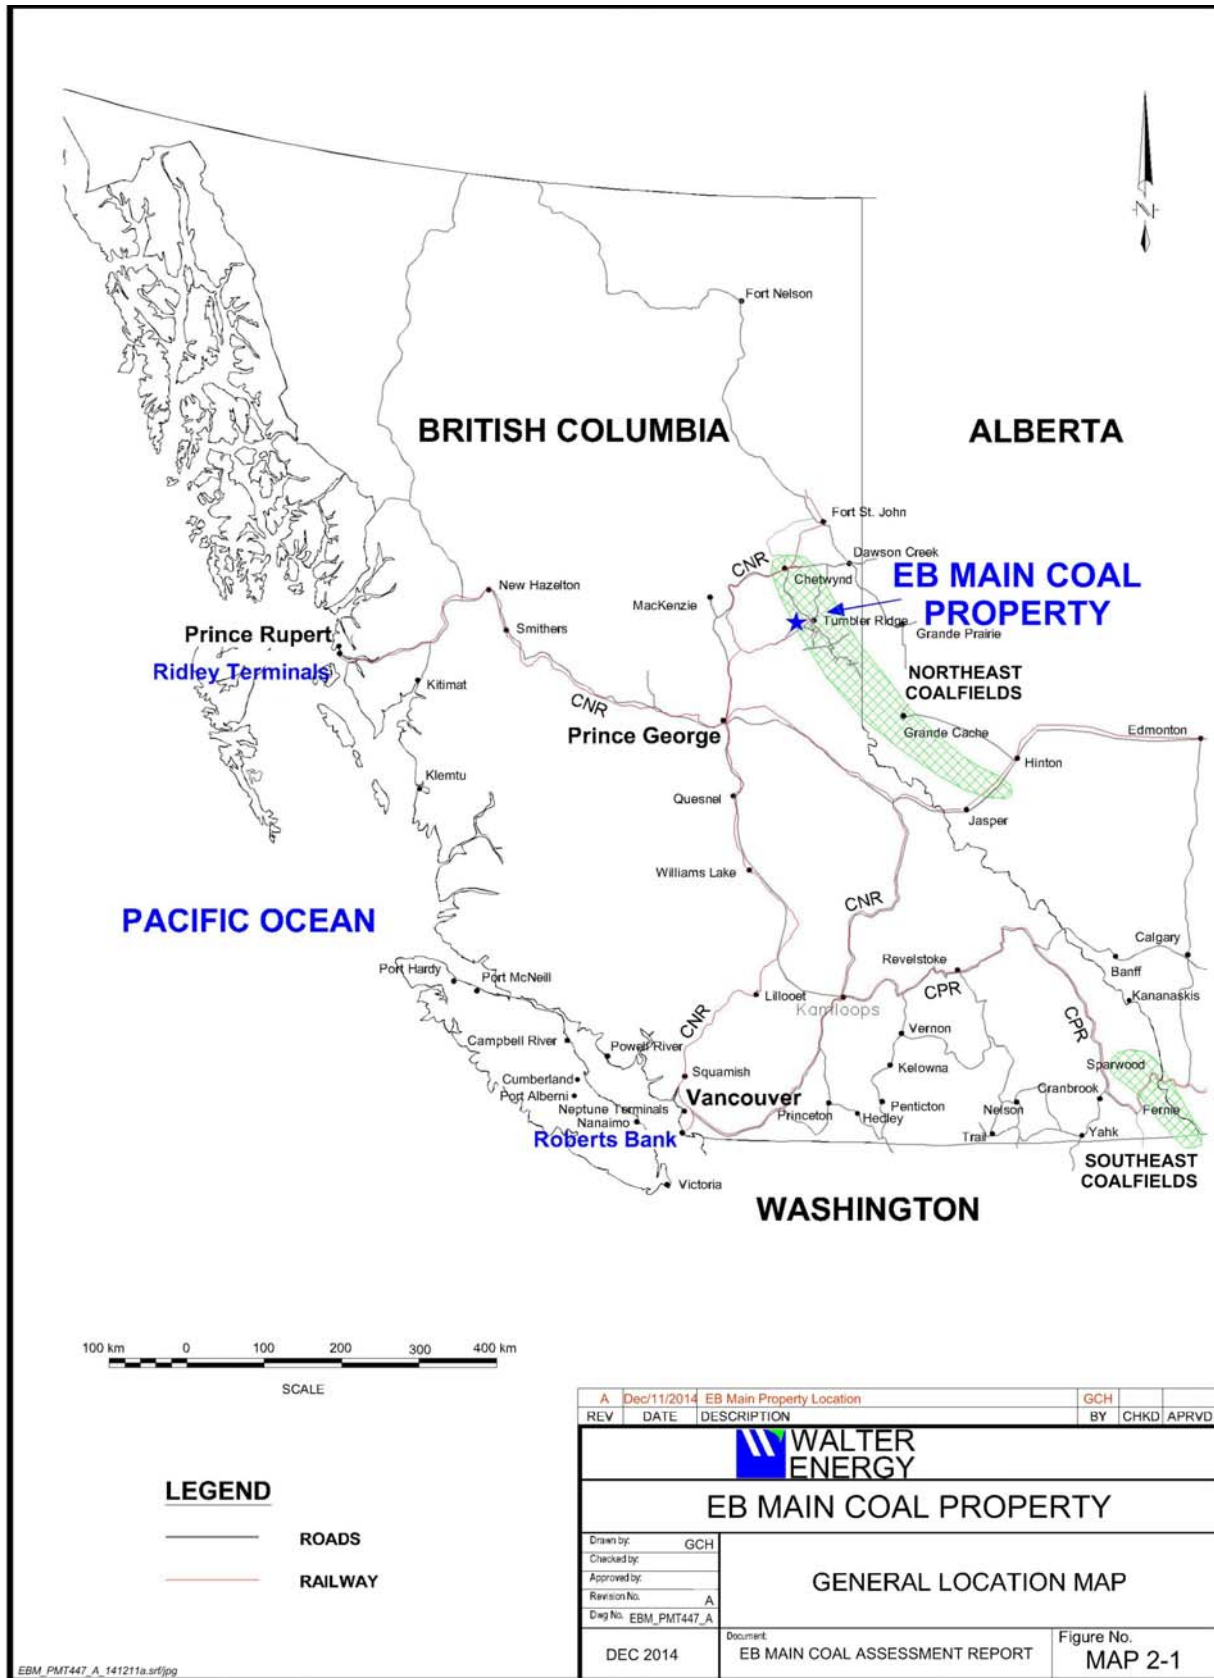 N
Fort Nelson
BRITISH COLUMBIA
ALBERTA
Fort St. John
Dawson Creek
CNR
Chetwynd
EB MAIN COAL
PROPERTY
New Hazelton
MacKenzie
Tumbler Ridge
Grande Prairie
Smithers
Prince Rupert
Ridley Terminals
Kitimat
NORTHEAST
COALFIELDS
CNR
Prince George
Grande Cache
Edmonton
Hinton
Klemtu
Quesnel
Jasper
Williams Lake
CNR
PACIFIC OCEAN
Calgary
Revelstoke
Banff
Port Hardy
Port McNeill
CPR
Lillooet
Kananaskis
Kamloops
CNR
CPR
Vernon
Campbell River
Powell River
Sparwood
Kelowna
Cumberland
Squamish
Port Alberni
Vancouver
Cranbrook
Neptune Terminals
Princeton
Penticton
Nelson
Fernie
Nanaimo
Hedley
Roberts Bank
Trail
Yahk
SOUTHEAST
COALFIELDS
Victoria
WASHINGTON
100 km 0 100 200 300 400 km
SCALE
A Dec/11/2014 EB Main Property Location GCH
REV DATE DESCRIPTION BY CHKD APRVD
WALTER
ENERGY
EB MAIN COAL PROPERTY
LEGEND
ROADS
RAILWAY
Drawn by: GCH
Checked by:
Approved by:
Revision No. A
Dwg No. EBM_PMT447_A
GENERAL LOCATION MAP
DEC 2014
Document:
EB MAIN COAL ASSESSMENT REPORT
Figure No.
MAP 2-1
EBM_PMT447_A_141211a.srf/jpg